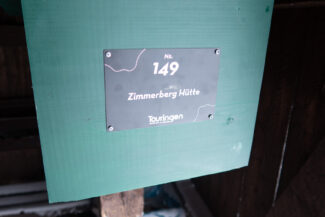 Nr.
149
Zimmerberg Hütte
Touringen